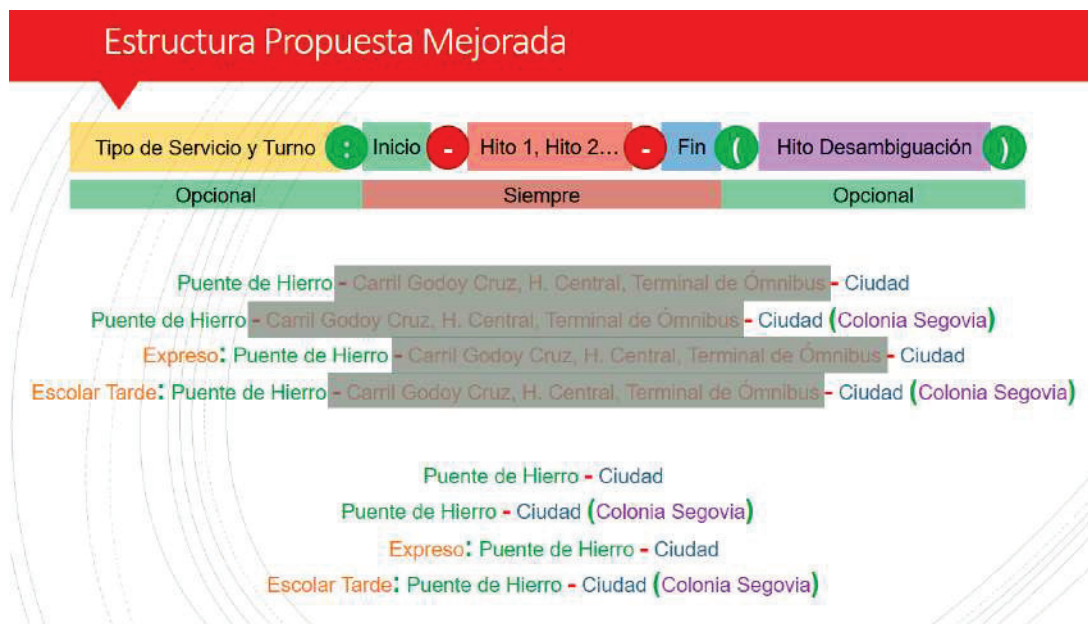 Estructura Propuesta Mejorada
Tipo de Servicio y Turno : Inicio - Hito 1, Hito 2... - Fin ( Hito Desambiguación )
Opcional Siempre Opcional
Puente de Hierro - Carril Godoy Cruz, H. Central, Terminal de Ómnibus - Ciudad
Puente de Hierro - Carril Godoy Cruz, H. Central, Terminal de Ómnibus - Ciudad (Colonia Segovia)
Expreso: Puente de Hierro - Carril Godoy Cruz, H. Central, Terminal de Ómnibus - Ciudad
Escolar Tarde: Puente de Hierro - Carril Godoy Cruz, H. Central, Terminal de Ómnibus - Ciudad (Colonia Segovia)
Puente de Hierro - Ciudad
Puente de Hierro - Ciudad (Colonia Segovia)
Expreso: Puente de Hierro - Ciudad
Escolar Tarde: Puente de Hierro - Ciudad (Colonia Segovia)